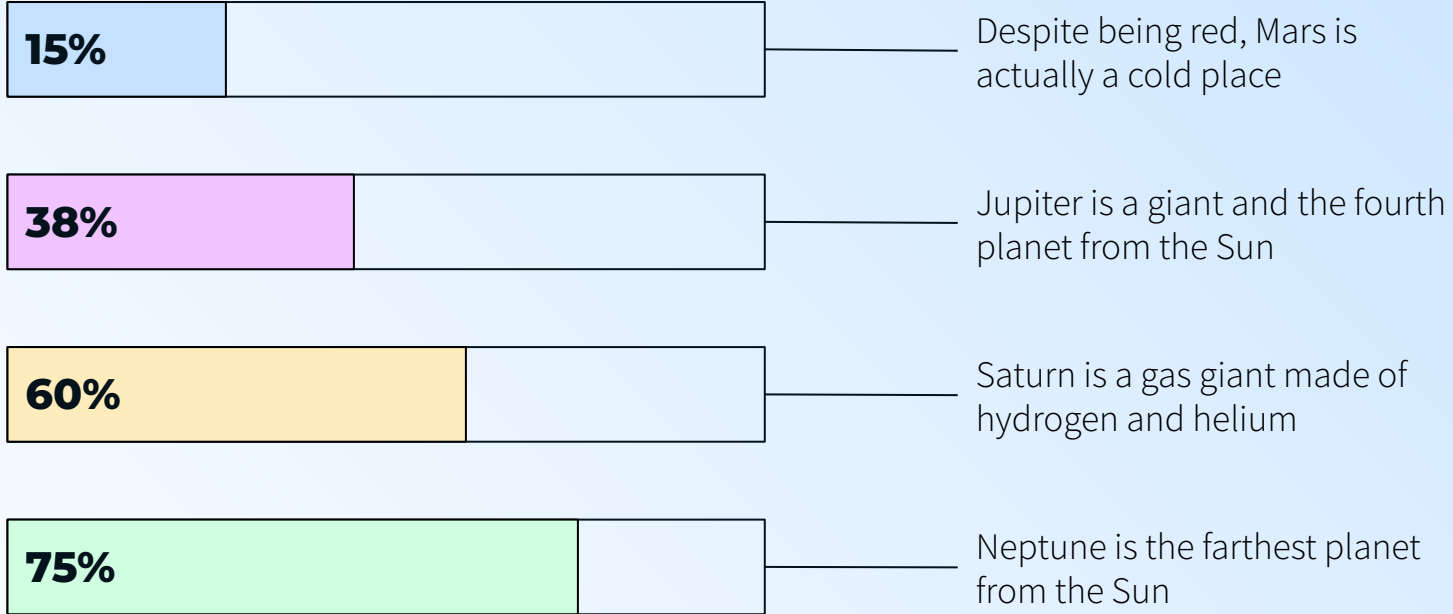 15%
Despite being red, Mars is
actually a cold place
38%
Jupiter is a giant and the fourth
planet from the Sun
60%
Saturn is a gas giant made of
hydrogen and helium
75%
Neptune is the farthest planet
from the Sun